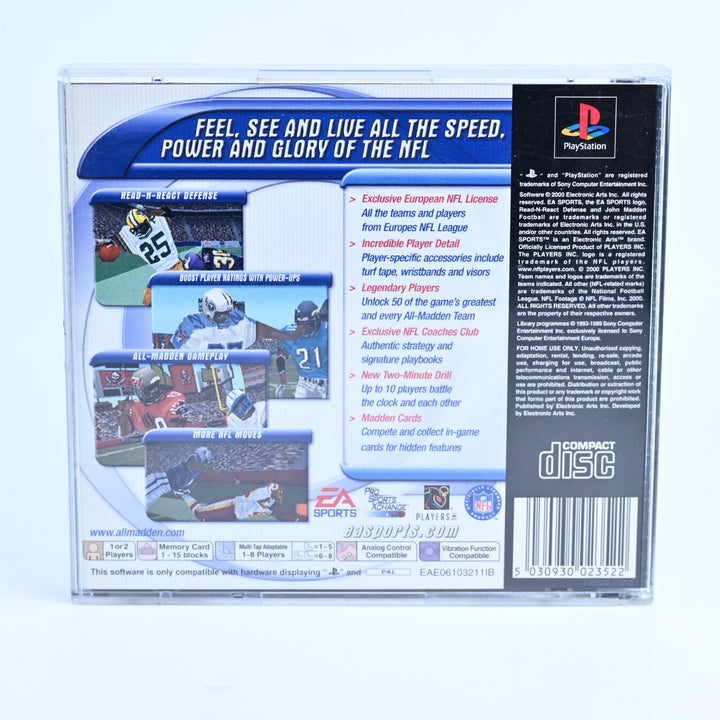 FEEL, SEE AND LIVE ALL THE SPEED,
POWER AND GLORY OF THE NFL
READ-N-REACT DEFENSE
25
BOOST PLAYER RATINGS WITH POWER-UPS
21
ALL-MADDEN GAMEPLAY
MORE NFL MOVES
> Exclusive European NFL License
All the teams and players
from Europes NFL League
> Incredible Player Detail
Player-specific accessories include
turf tape, wristbands and visors
> Legendary Players
Unlock 50 of the game's greatest
and every All-Madden Team
> Exclusive NFL Coaches Club
Authentic strategy and
signature playbooks
> New Two-Minute Drill
Up to 10 players battle
the clock and each other
> Madden Cards
Compete and collect in-game
cards for hidden features
www.allmadden.com
EA
SPORTS™
PRO
SPORTS
XCHANGE
PLAYERS INC
NFL
easports.com
1 or 2
Players
Memory Card
1 - 15 blocks
Multi Tap Adaptable
1-8 Players
=1-5
=6-8
Analog Control
Compatible
Vibration Function
Compatible
This software is only compatible with hardware displaying " " and PAL EAE06103211IB
PlayStation
" " and "PlayStation" are registered
trademarks of Sony Computer Entertainment Inc.
Software © 2000 Electronic Arts Inc. All rights
reserved. EA SPORTS, the EA SPORTS logo,
Read-N-React Defense and John Madden
Football are trademarks or registered
trademarks of Electronic Arts Inc. in the U.S.
and/or other countries. All rights reserved. EA
SPORTS™ is an Electronic Arts™ brand.
Officially Licensed Product of PLAYERS INC.
The PLAYERS INC. logo is a registered
trademark of the NFL players.
www.nflplayers.com. © 2000 PLAYERS INC.
Team names and logos are trademarks of the
teams indicated. All other (NFL-related marks)
are trademarks of the National Football
League. NFL Footage © NFL Films, Inc. 2000.
ALL RIGHTS RESERVED. All other trademarks
are the property of their respective owners.
Library programmes © 1993-1999 Sony Computer
Entertainment Inc. exclusively licensed to Sony
Computer Entertainment Europe.
FOR HOME USE ONLY. Unauthorised copying,
adaptation, rental, lending, re-sale, arcade
use, charging for use, broadcast, public
performance and internet, cable or other
telecommunications transmission, access or
use are prohibited. Distribution or extraction of
this product or any trademark or copyright work
that forms part of this product are prohibited.
Published by Electronic Arts Inc. Developed
by Electronic Arts Inc.
COMPACT
disc
5 030930 023522